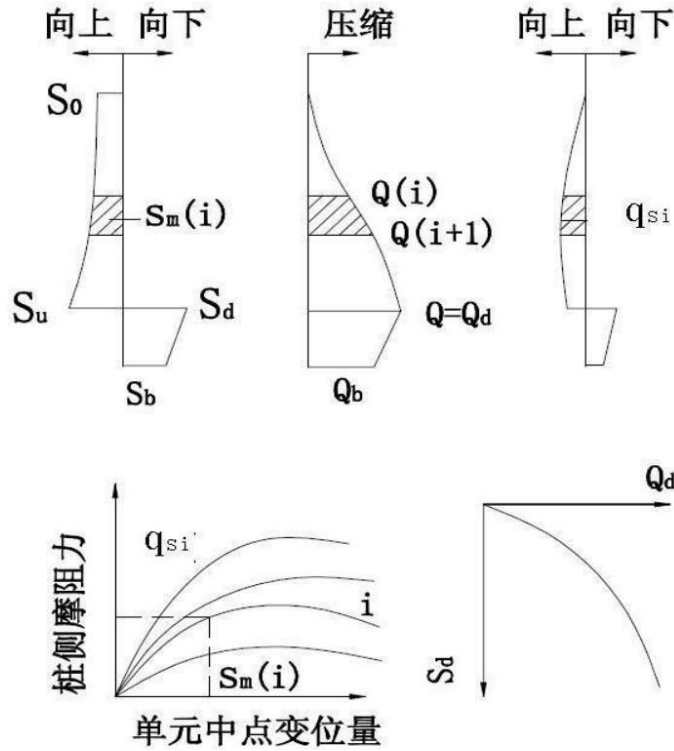 向上 向下
压缩
向上 向下
S₀
Sₘ(i)
Q(i)
Q(i+1)
qₛᵢ
Sᵤ
S_d
Q=Q_d
S_b
Q_b
桩侧摩阻力
qₛᵢ
i
Sₘ(i)
单元中点变位量
Q_d
S_d